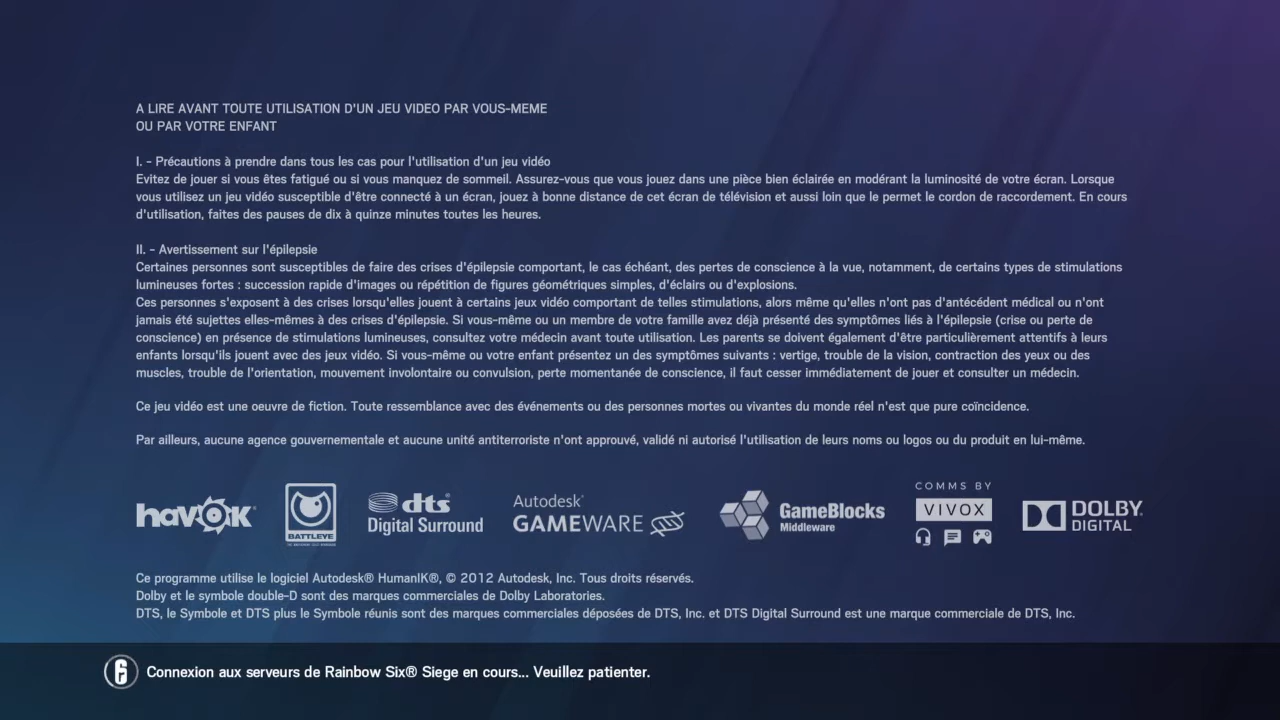 A LIRE AVANT TOUTE UTILISATION D'UN JEU VIDEO PAR VOUS-MEME
OU PAR VOTRE ENFANT
I. - Précautions à prendre dans tous les cas pour l'utilisation d'un jeu vidéo
Evitez de jouer si vous êtes fatigué ou si vous manquez de sommeil. Assurez-vous que vous jouez dans une pièce bien éclairée en modérant la luminosité de votre écran. Lorsque
vous utilisez un jeu vidéo susceptible d'être connecté à un écran, jouez à bonne distance de cet écran de télévision et aussi loin que le permet le cordon de raccordement. En cours
d'utilisation, faites des pauses de dix à quinze minutes toutes les heures.
II. - Avertissement sur l'épilepsie
Certaines personnes sont susceptibles de faire des crises d'épilepsie comportant, le cas échéant, des pertes de conscience à la vue, notamment, de certains types de stimulations
lumineuses fortes : succession rapide d'images ou répétition de figures géométriques simples, d'éclairs ou d'explosions.
Ces personnes s'exposent à des crises lorsqu'elles jouent à certains jeux vidéo comportant de telles stimulations, alors même qu'elles n'ont pas d'antécédent médical ou n'ont
jamais été sujettes elles-mêmes à des crises d'épilepsie. Si vous-même ou un membre de votre famille avez déjà présenté des symptômes liés à l'épilepsie (crise ou perte de
conscience) en présence de stimulations lumineuses, consultez votre médecin avant toute utilisation. Les parents se doivent également d'être particulièrement attentifs à leurs
enfants lorsqu'ils jouent avec des jeux vidéo. Si vous-même ou votre enfant présentez un des symptômes suivants : vertige, trouble de la vision, contraction des yeux ou des
muscles, trouble de l'orientation, mouvement involontaire ou convulsion, perte momentanée de conscience, il faut cesser immédiatement de jouer et consulter un médecin.
Ce jeu vidéo est une oeuvre de fiction. Toute ressemblance avec des événements ou des personnes mortes ou vivantes du monde réel n'est que pure coïncidence.
Par ailleurs, aucune agence gouvernementale et aucune unité antiterroriste n'ont approuvé, validé ni autorisé l'utilisation de leurs noms ou logos ou du produit en lui-même.
havok
BATTLEYE
dts
Digital Surround
Autodesk
GAMEWARE
GameBlocks
Middleware
COMMS BY
VIVOX
DOLBY
DIGITAL
Ce programme utilise le logiciel Autodesk® HumanIK®, © 2012 Autodesk, Inc. Tous droits réservés.
Dolby et le symbole double-D sont des marques commerciales de Dolby Laboratories.
DTS, le Symbole et DTS plus le Symbole réunis sont des marques commerciales déposées de DTS, Inc. et DTS Digital Surround est une marque commerciale de DTS, Inc.
6 Connexion aux serveurs de Rainbow Six® Siege en cours... Veuillez patienter.